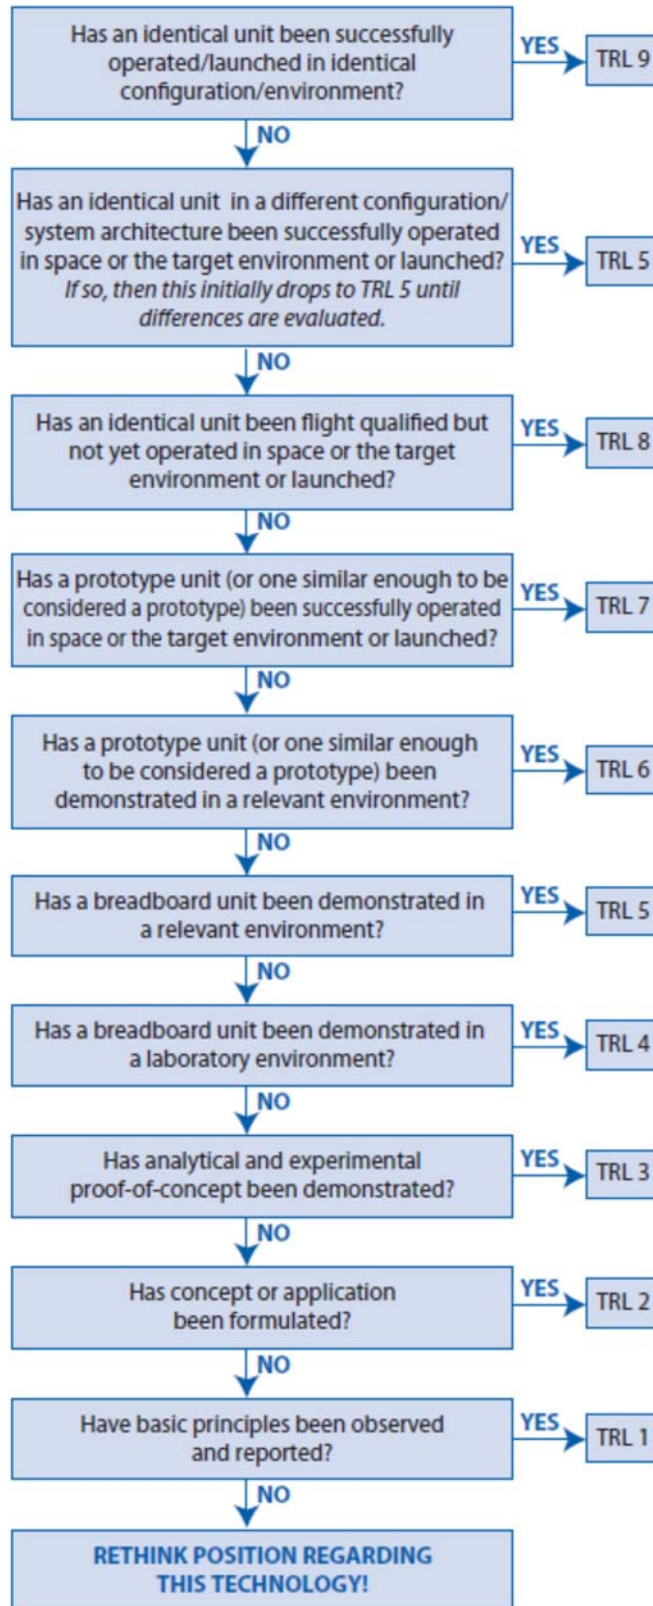 Has an identical unit been successfully
operated/launched in identical
configuration/environment?
YES
TRL 9
NO
Has an identical unit in a different configuration/
system architecture been successfully operated
in space or the target environment or launched?
If so, then this initially drops to TRL 5 until
differences are evaluated.
YES
TRL 5
NO
Has an identical unit been flight qualified but
not yet operated in space or the target
environment or launched?
YES
TRL 8
NO
Has a prototype unit (or one similar enough to be
considered a prototype) been successfully operated
in space or the target environment or launched?
YES
TRL 7
NO
Has a prototype unit (or one similar enough
to be considered a prototype) been
demonstrated in a relevant environment?
YES
TRL 6
NO
Has a breadboard unit been demonstrated in
a relevant environment?
YES
TRL 5
NO
Has a breadboard unit been demonstrated in
a laboratory environment?
YES
TRL 4
NO
Has analytical and experimental
proof-of-concept been demonstrated?
YES
TRL 3
NO
Has concept or application
been formulated?
YES
TRL 2
NO
Have basic principles been observed
and reported?
YES
TRL 1
NO
RETHINK POSITION REGARDING
THIS TECHNOLOGY!